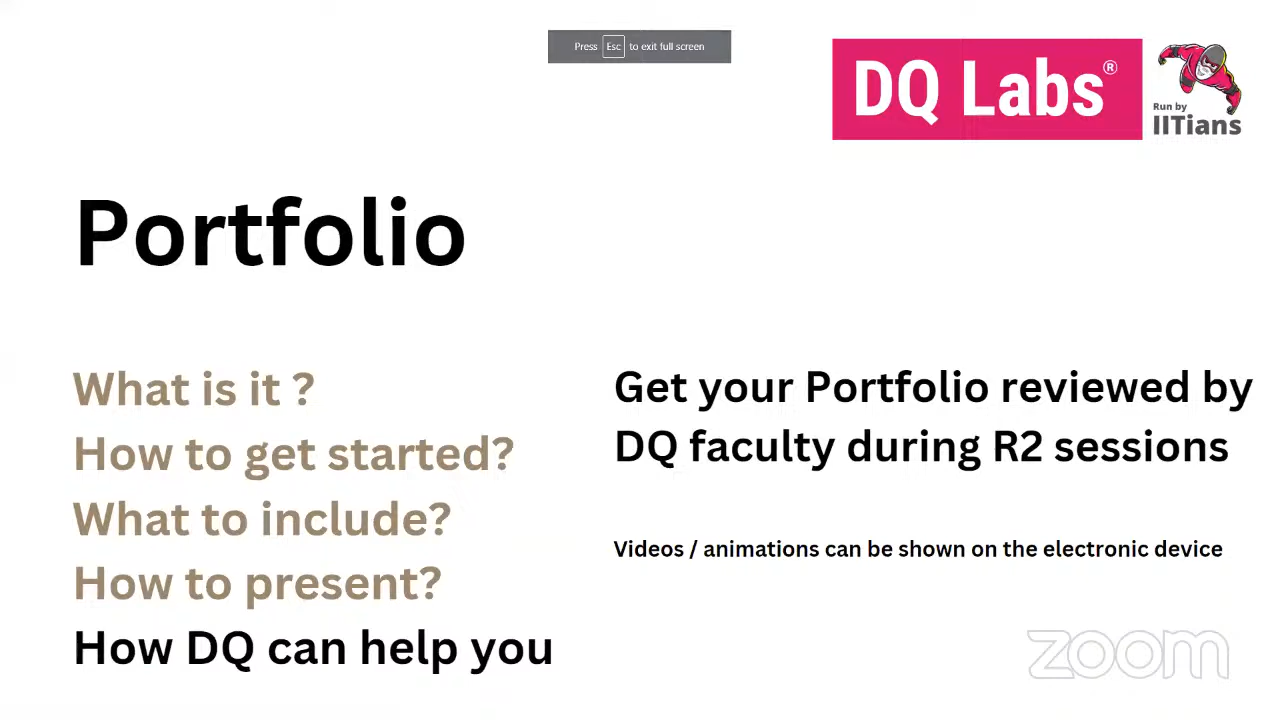 Press Esc to exit full screen
DQ Labs®
Run by
IITians
Portfolio
What is it ?
How to get started?
What to include?
How to present?
How DQ can help you
Get your Portfolio reviewed by
DQ faculty during R2 sessions
Videos / animations can be shown on the electronic device
zoom